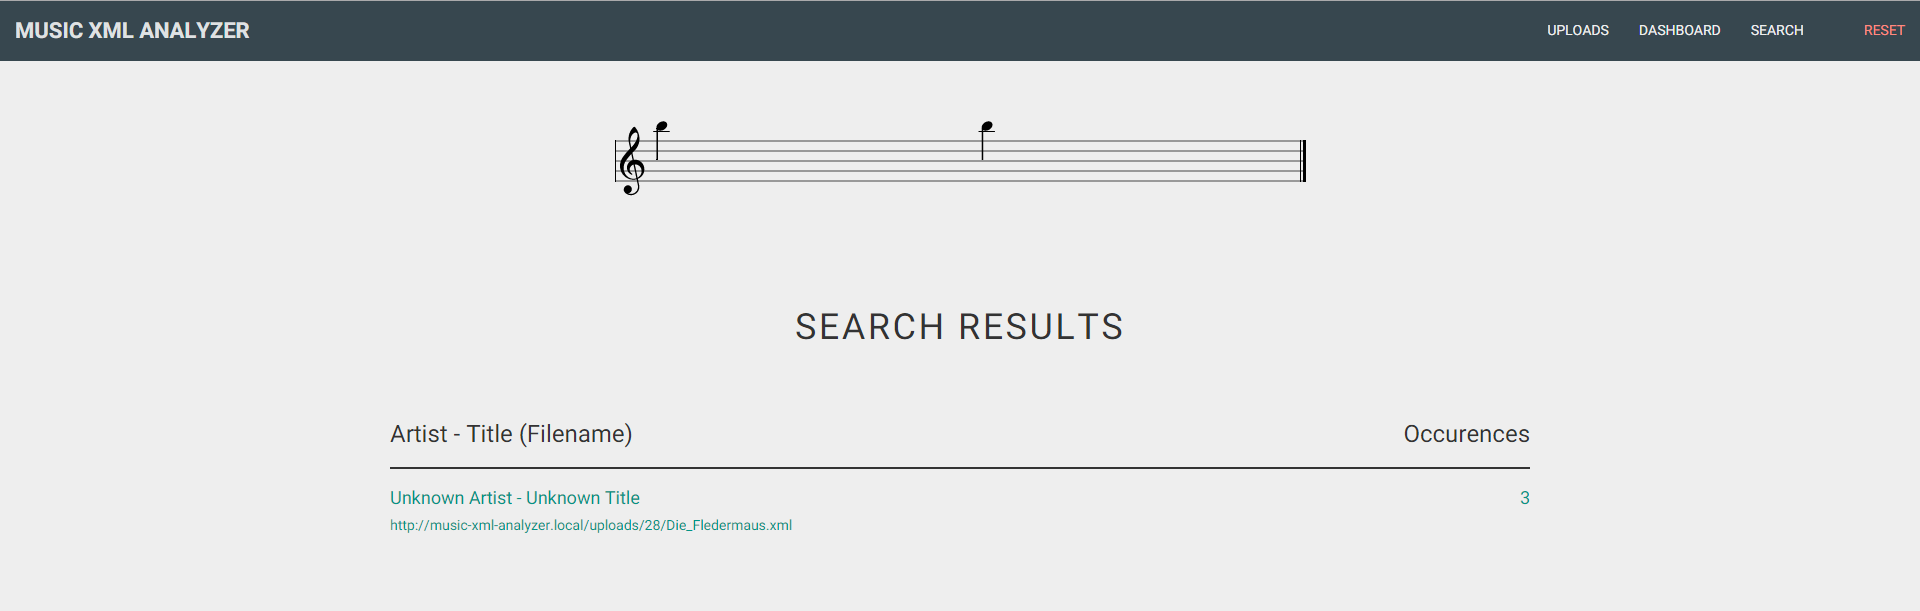 MUSIC XML ANALYZER
UPLOADS DASHBOARD SEARCH RESET
SEARCH RESULTS
Artist - Title (Filename) Occurences
Unknown Artist - Unknown Title 3
http://music-xml-analyzer.local/uploads/28/Die_Fledermaus.xml